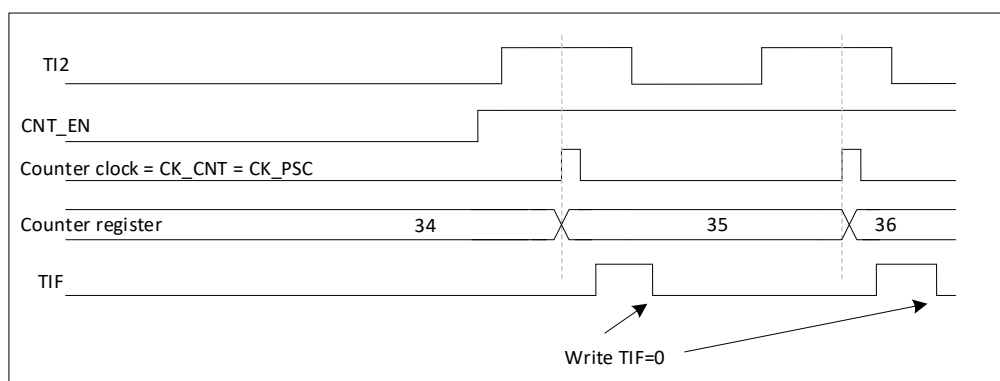 TI2
CNT_EN
Counter clock = CK_CNT = CK_PSC
Counter register 34 35 36
TIF
Write TIF=0